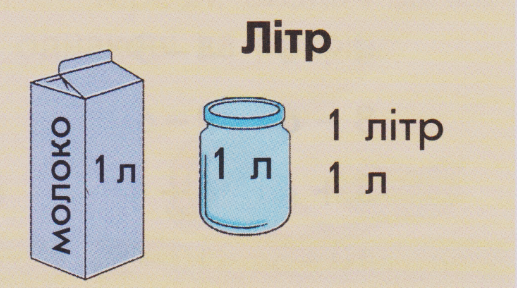 Літр
МОЛОКО
1 л
1 л
1 літр
1 л